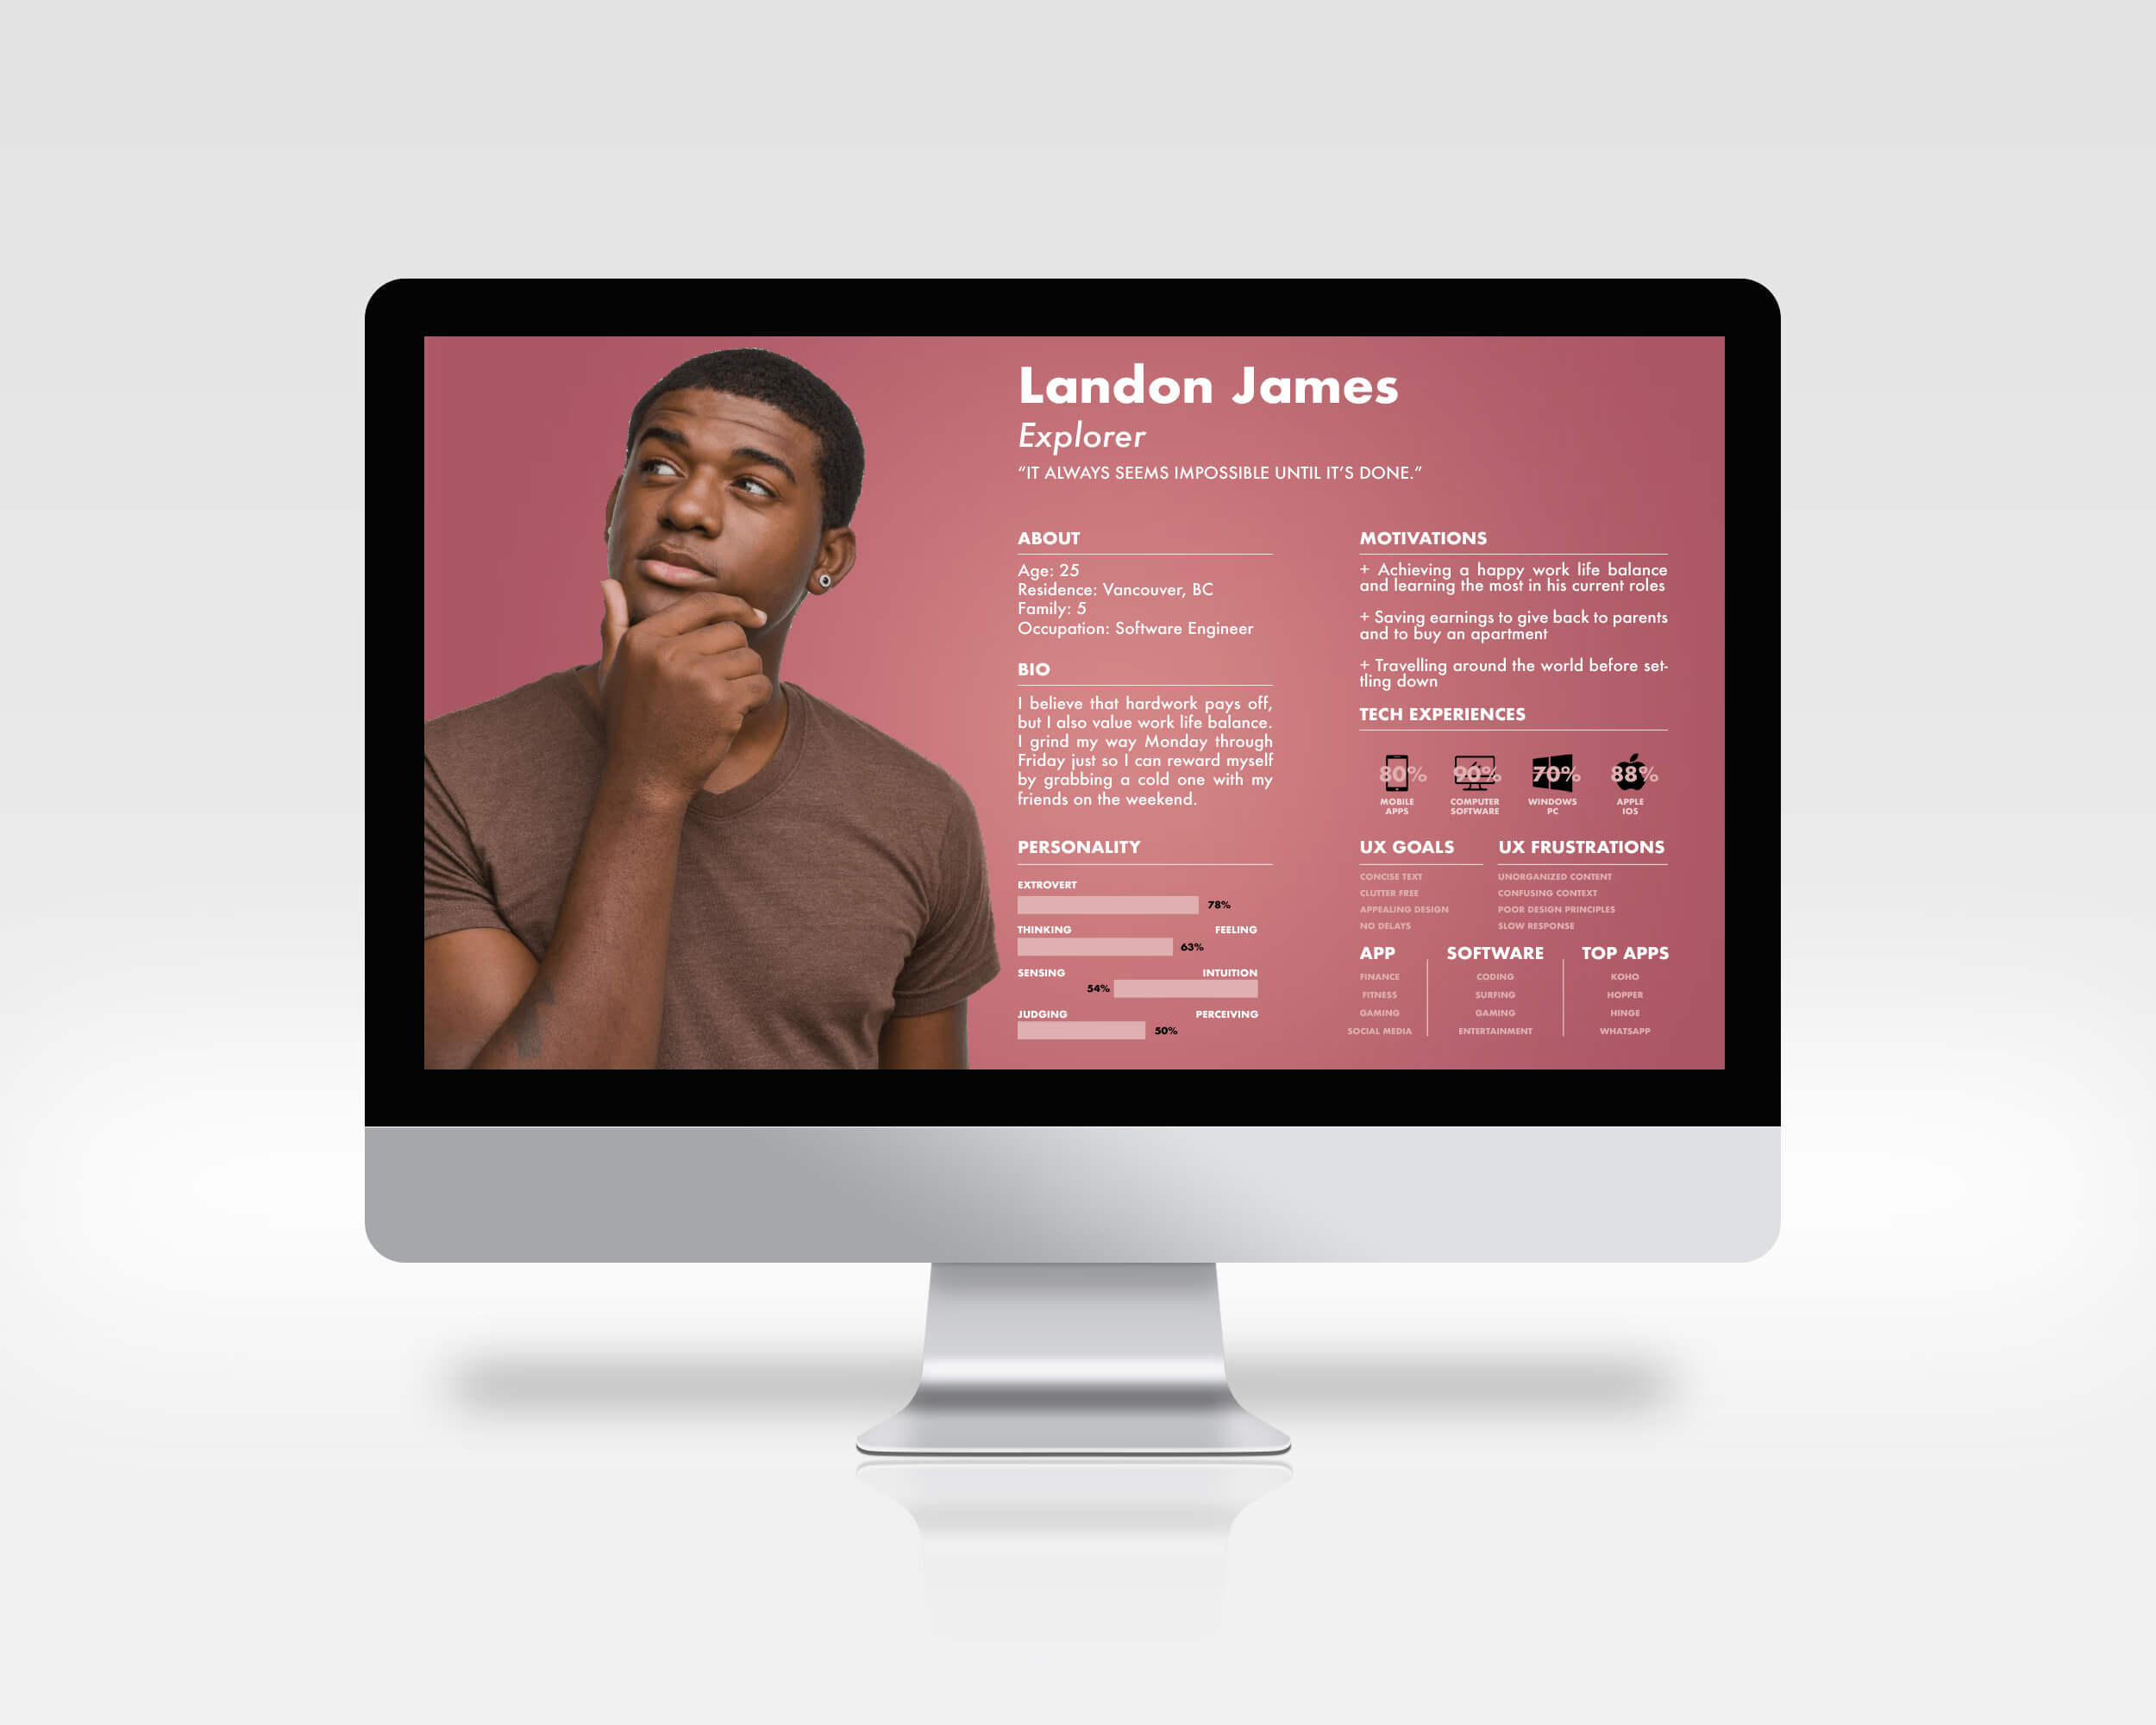 Landon James
Explorer
“IT ALWAYS SEEMS IMPOSSIBLE UNTIL IT’S DONE.”
ABOUT
Age: 25
Residence: Vancouver, BC
Family: 5
Occupation: Software Engineer
BIO
I believe that hardwork pays off,
but I also value work life balance.
I grind my way Monday through
Friday just so I can reward myself
by grabbing a cold one with my
friends on the weekend.
PERSONALITY
EXTROVERT
78%
THINKING FEELING
63%
SENSING INTUITION
54%
JUDGING PERCEIVING
50%
MOTIVATIONS
+ Achieving a happy work life balance
and learning the most in his current roles
+ Saving earnings to give back to parents
and to buy an apartment
+ Travelling around the world before set-
tling down
TECH EXPERIENCES
80% 90% 70% 88%
MOBILE COMPUTER WINDOWS APPLE
APPS SOFTWARE PC IOS
UX GOALS
CONCISE TEXT
CLUTTER FREE
APPEALING DESIGN
NO DELAYS
UX FRUSTRATIONS
UNORGANIZED CONTENT
CONFUSING CONTEXT
POOR DESIGN PRINCIPLES
SLOW RESPONSE
APP
FINANCE
FITNESS
GAMING
SOCIAL MEDIA
SOFTWARE
CODING
SURFING
GAMING
ENTERTAINMENT
TOP APPS
KOHO
HOPPER
HINGE
WHATSAPP